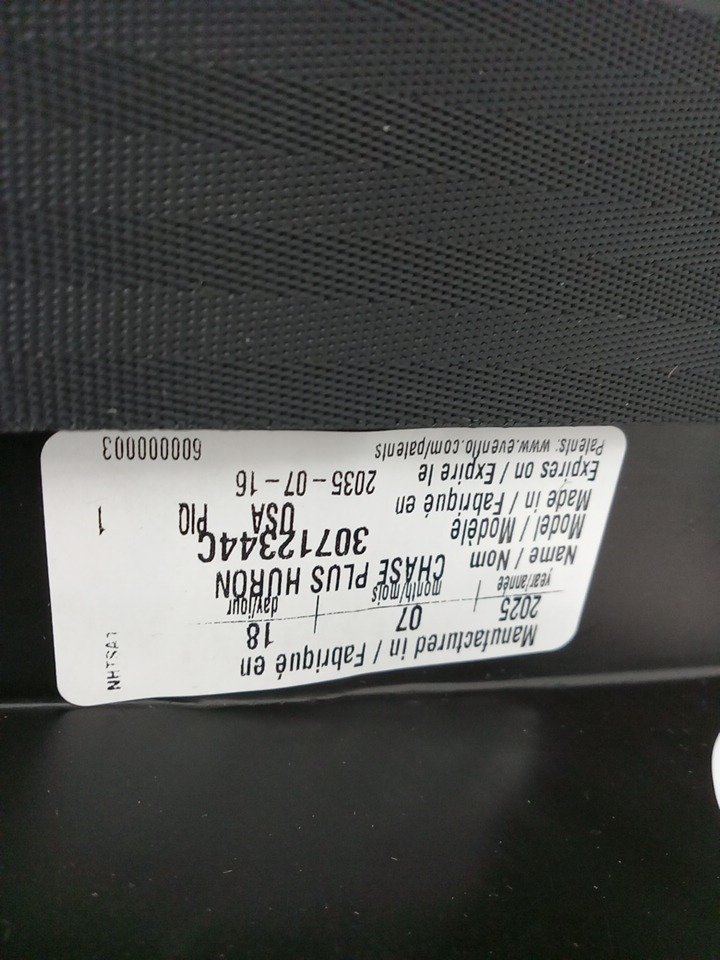 Manufactured in / Fabriqué en
2025 07 18
year/année month/mois day/jour
Name / Nom CHASE PLUS HURON
Model / Modèle 30712344C
Made in / Fabriqué en USA PIQ 1
Expires on / Expire le 2035-07-16
Patents: www.evenflo.com/patents 60000003